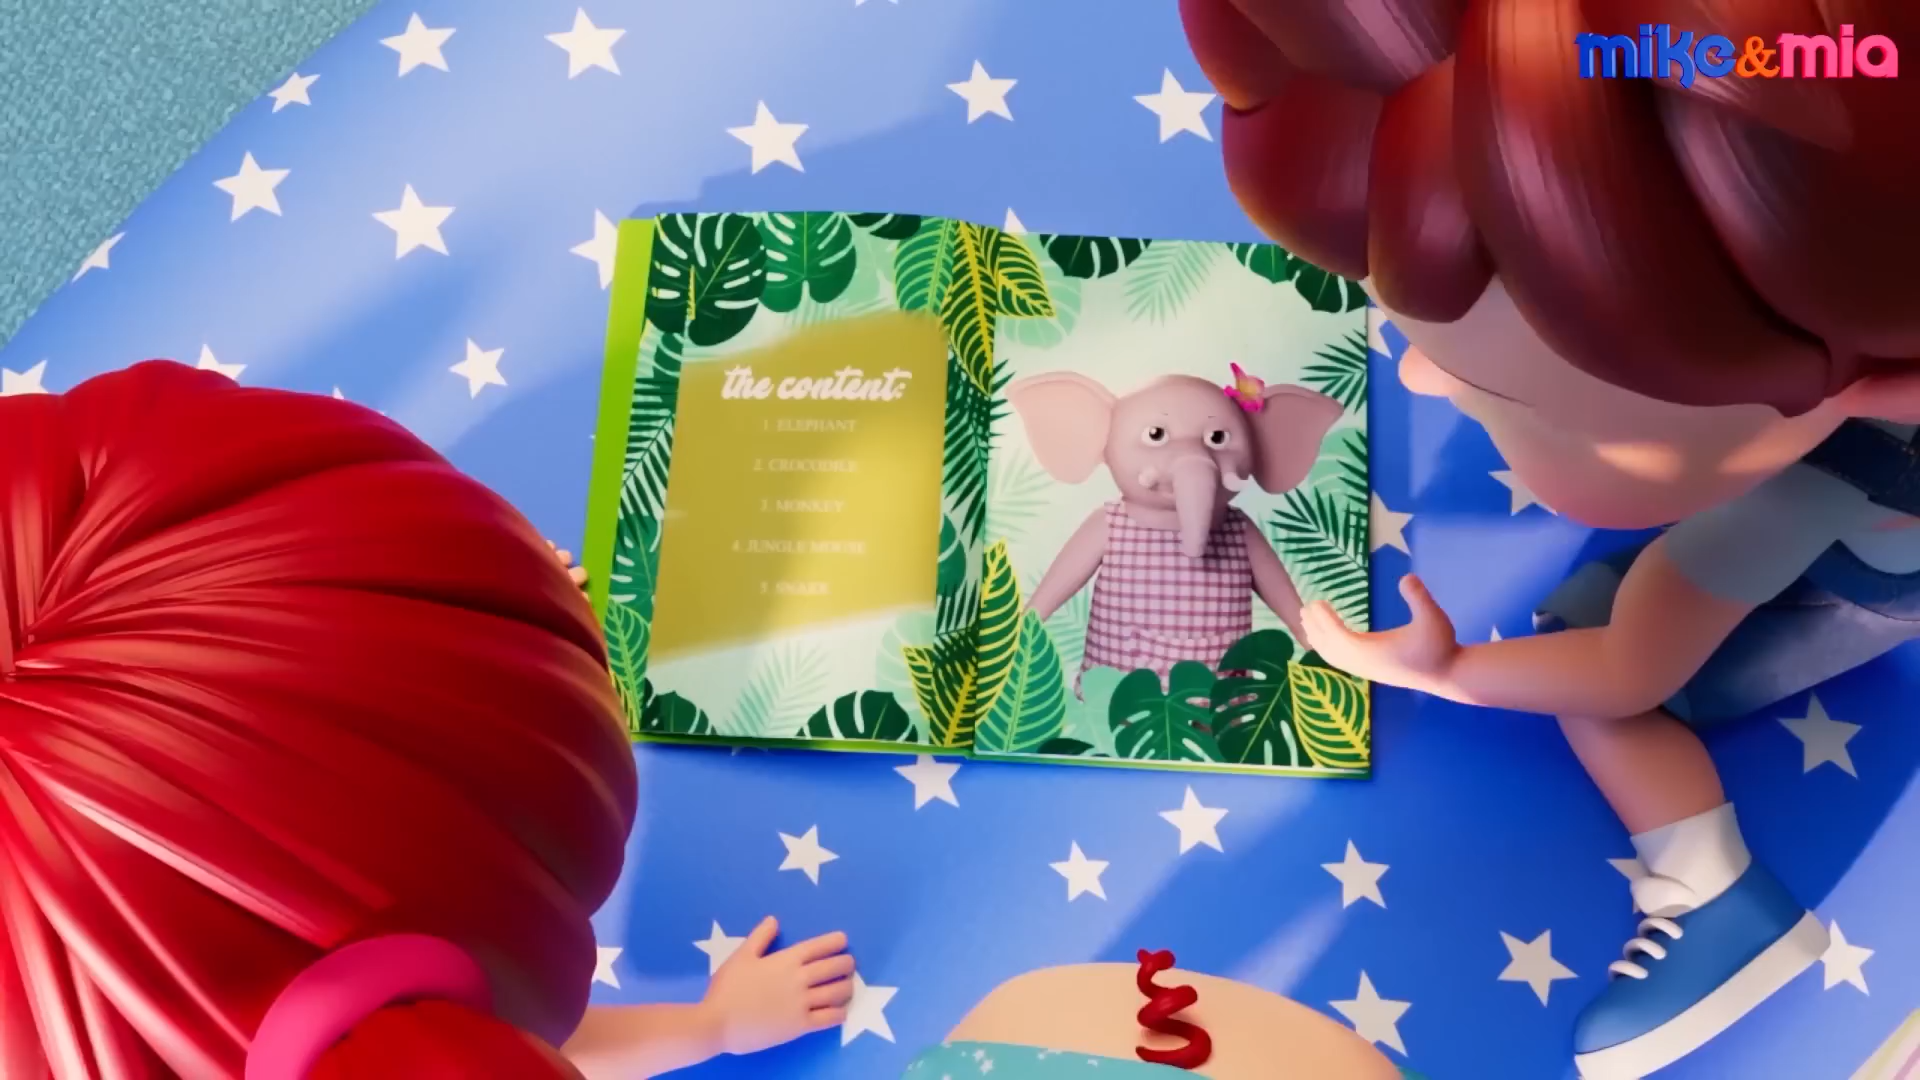 mike&mia
the content:
1. ELEPHANT
2. CROCODILE
3. MONKEY
4. JUNGLE MOUSE
5. SNAKE